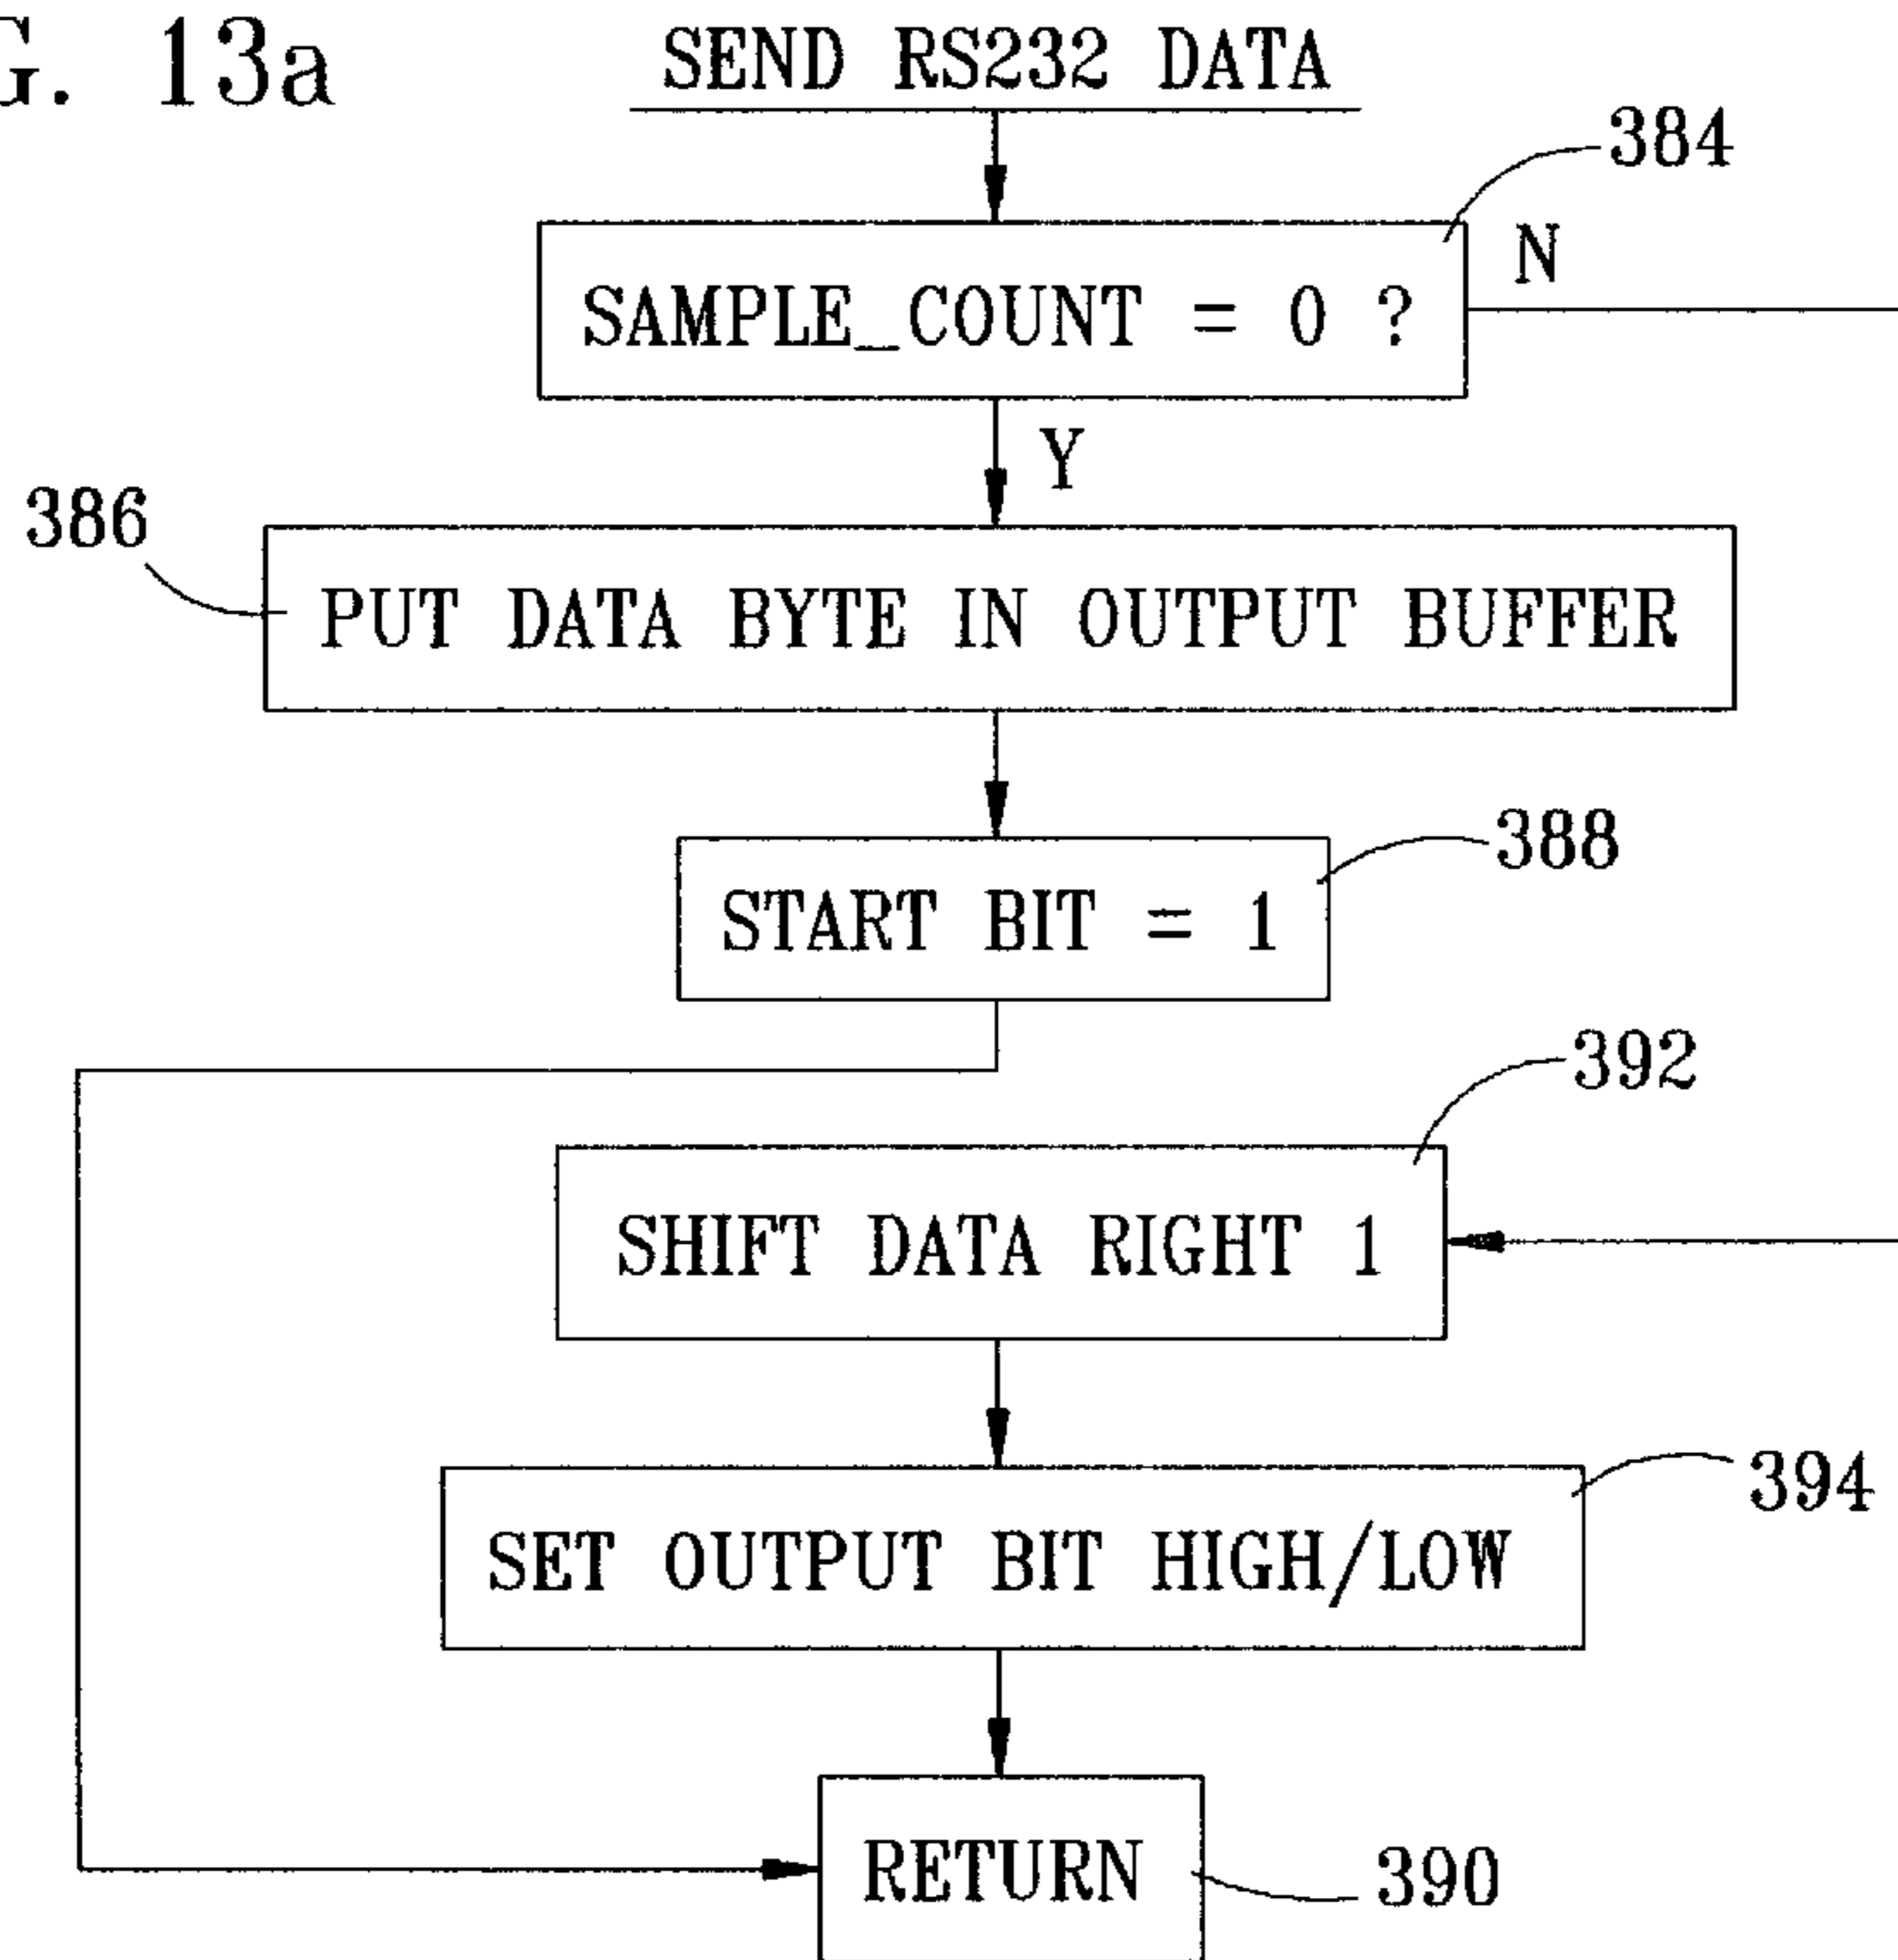 G. 13a
SEND RS232 DATA
384
SAMPLE_COUNT = 0 ?
N
Y
386
PUT DATA BYTE IN OUTPUT BUFFER
388
START BIT = 1
392
SHIFT DATA RIGHT 1
394
SET OUTPUT BIT HIGH/LOW
RETURN
390